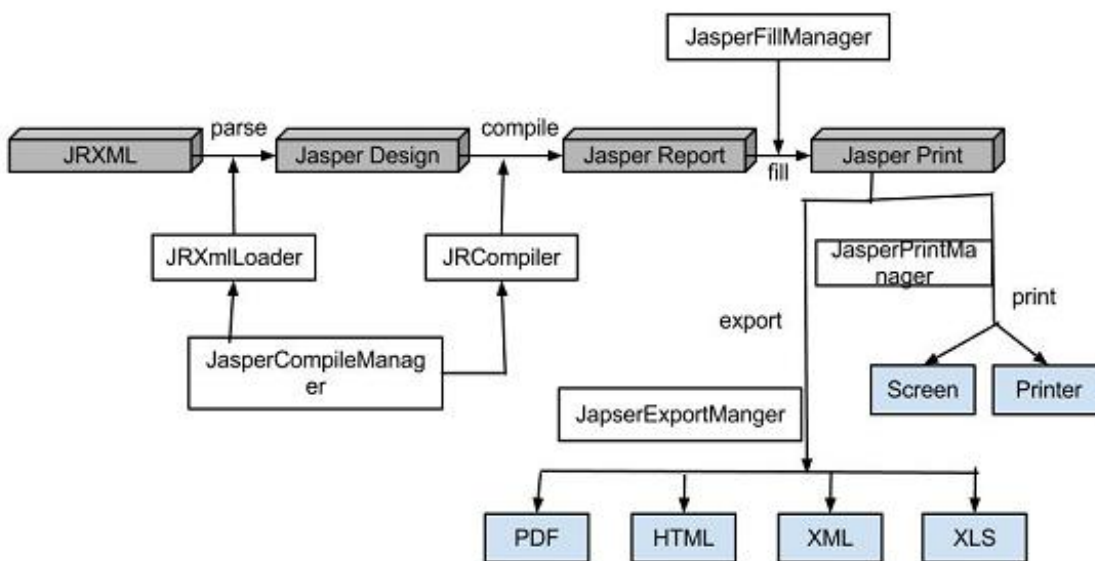 JasperFillManager
parse
compile
JRXML
Jasper Design
Jasper Report
Jasper Print
fill
JRXmlLoader
JRCompiler
JasperPrintMa
nager
print
export
JasperCompileManag
er
Screen
Printer
JapserExportManger
PDF
HTML
XML
XLS